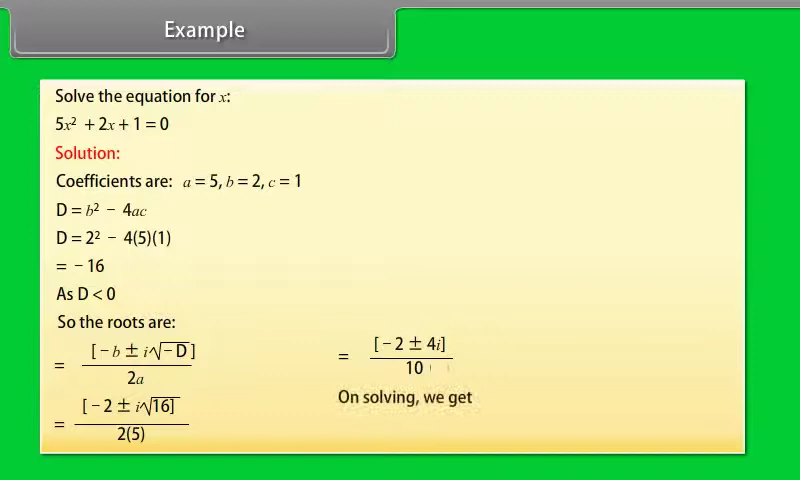 Example
Solve the equation for x:
5x² + 2x + 1 = 0
Solution:
Coefficients are: a = 5, b = 2, c = 1
D = b² − 4ac
D = 2² − 4(5)(1)
= −16
As D < 0
So the roots are:
= [−b ± i√−D] / 2a
= [−2 ± i√16] / 2(5)
= [−2 ± 4i] / 10
On solving, we get